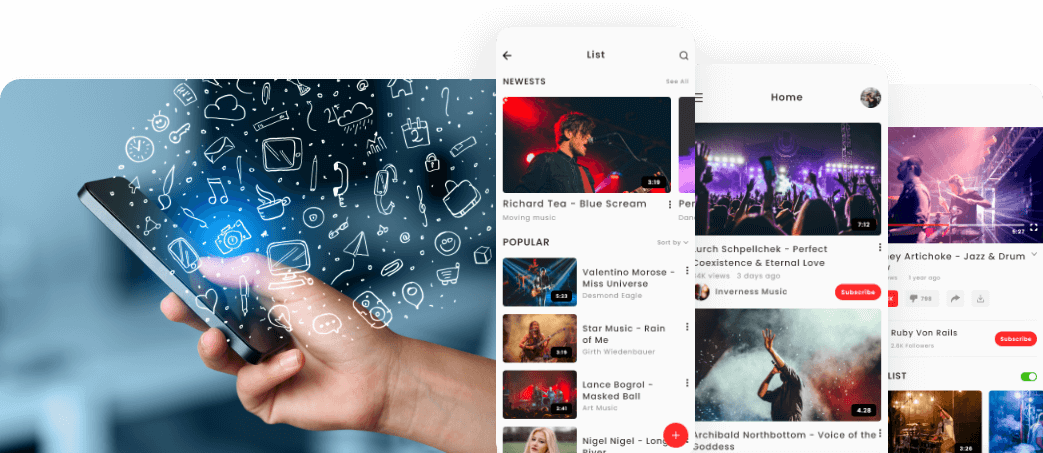 List
NEWESTS
See All
3:19
Richard Tea - Blue Scream
Moving music
POPULAR
Sort by
5:23
Valentino Morose -
Miss Universe
Desmond Eagle
3:15
Star Music - Rain
of Me
Girth Wiedenbauer
2:41
Lance Bogrol -
Masked Ball
Art Music
Nigel Nigel - Long
River
+
Home
7:12
urch Schpellchek - Perfect
Coexistence & Eternal Love
4K views 3 days ago
Inverness Music
Subscribe
4.28
Archibald Northbottom - Voice of the
Goddess
5:27
ey Artichoke - Jazz & Drum
1 year ago
798
Ruby Von Rails
2.8K Followers
Subscribe
LIST
3:26
2